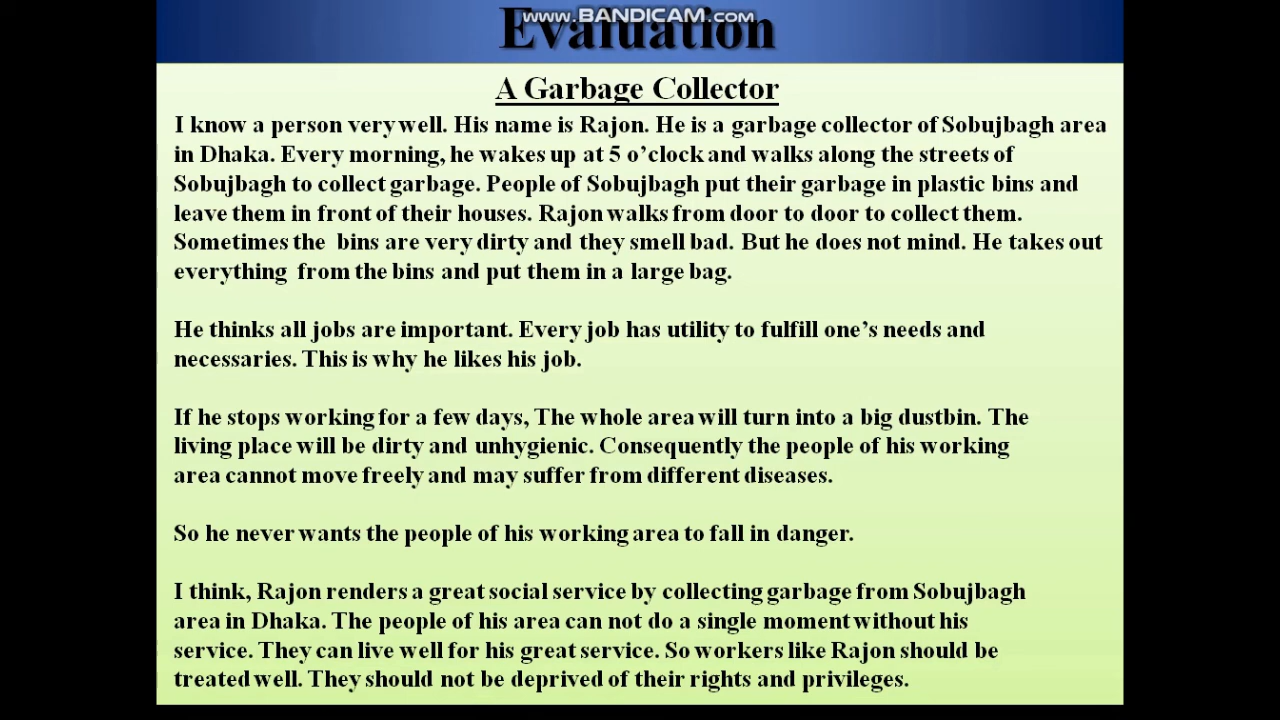 www.BANDICAM.com
Evaluation
A Garbage Collector
I know a person very well. His name is Rajon. He is a garbage collector of Sobujbagh area
in Dhaka. Every morning, he wakes up at 5 o’clock and walks along the streets of
Sobujbagh to collect garbage. People of Sobujbagh put their garbage in plastic bins and
leave them in front of their houses. Rajon walks from door to door to collect them.
Sometimes the bins are very dirty and they smell bad. But he does not mind. He takes out
everything from the bins and put them in a large bag.
He thinks all jobs are important. Every job has utility to fulfill one’s needs and
necessaries. This is why he likes his job.
If he stops working for a few days, The whole area will turn into a big dustbin. The
living place will be dirty and unhygienic. Consequently the people of his working
area cannot move freely and may suffer from different diseases.
So he never wants the people of his working area to fall in danger.
I think, Rajon renders a great social service by collecting garbage from Sobujbagh
area in Dhaka. The people of his area can not do a single moment without his
service. They can live well for his great service. So workers like Rajon should be
treated well. They should not be deprived of their rights and privileges.